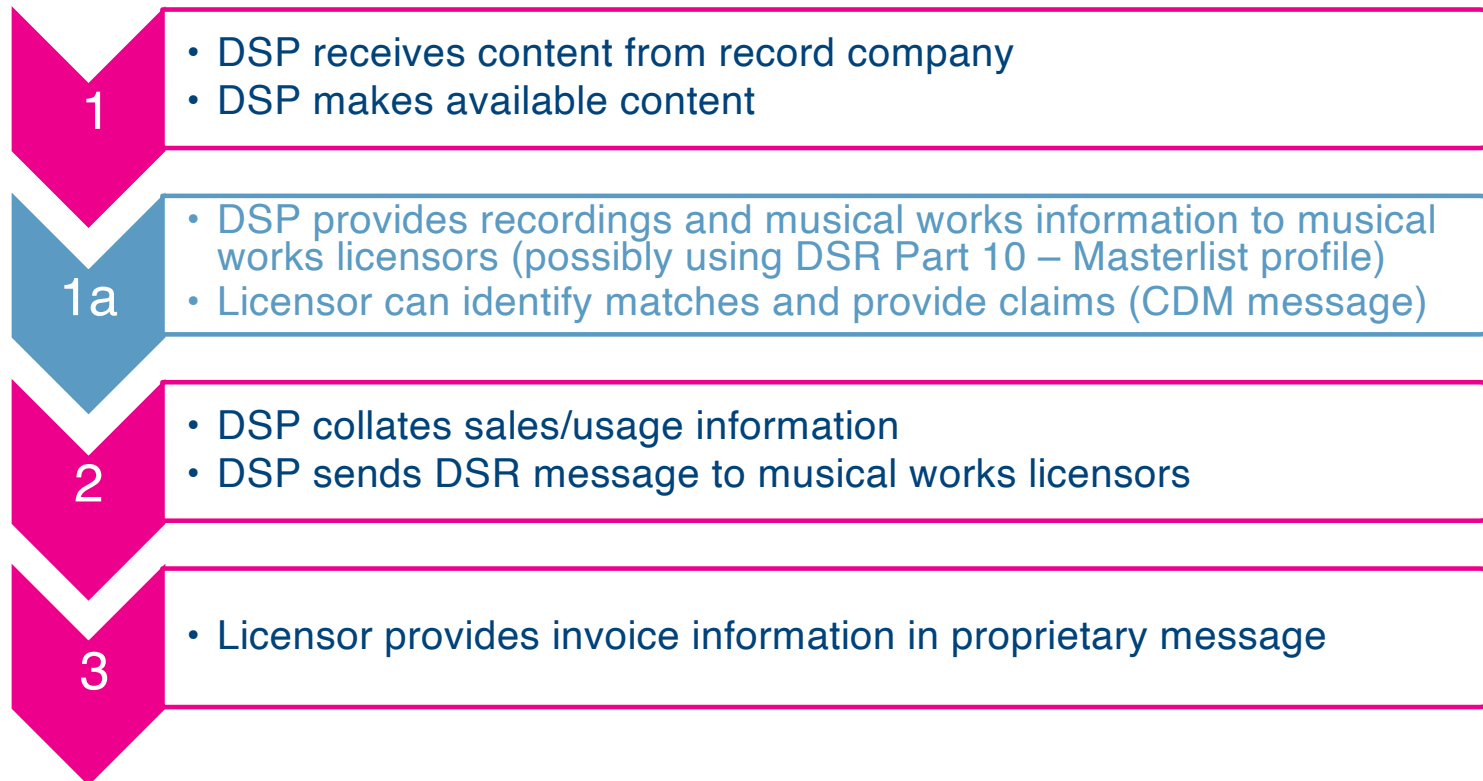 1
• DSP receives content from record company
• DSP makes available content
1a
• DSP provides recordings and musical works information to musical
works licensors (possibly using DSR Part 10 – Masterlist profile)
• Licensor can identify matches and provide claims (CDM message)
2
• DSP collates sales/usage information
• DSP sends DSR message to musical works licensors
3
• Licensor provides invoice information in proprietary message